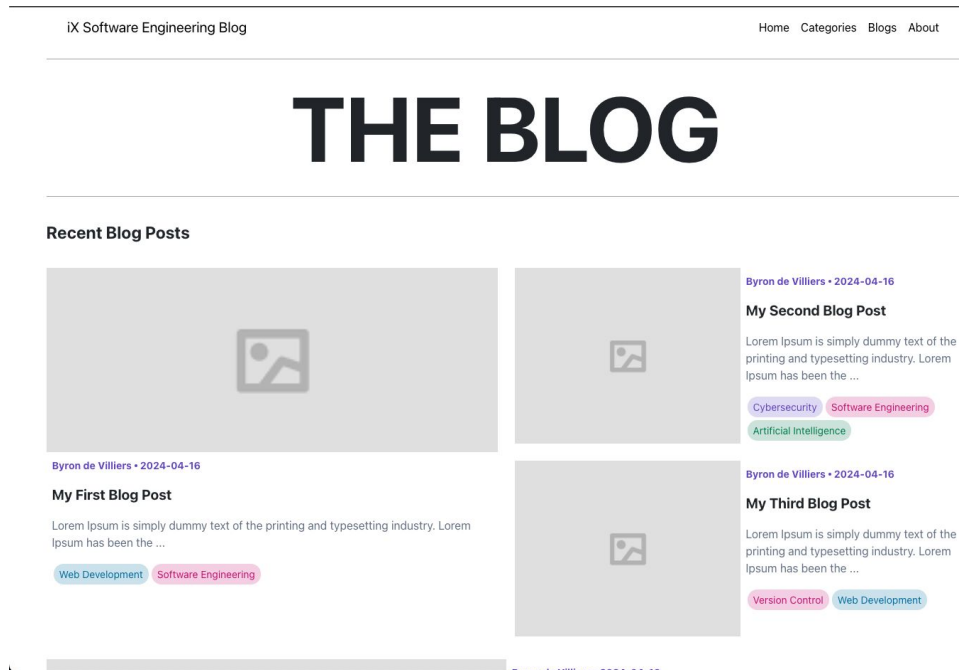 iX Software Engineering Blog
Home Categories Blogs About
THE BLOG
Recent Blog Posts
Byron de Villiers • 2024-04-16
My First Blog Post
Lorem Ipsum is simply dummy text of the printing and typesetting industry. Lorem
Ipsum has been the ...
Web Development Software Engineering
Byron de Villiers • 2024-04-16
My Second Blog Post
Lorem Ipsum is simply dummy text of the
printing and typesetting industry. Lorem
Ipsum has been the ...
Cybersecurity Software Engineering
Artificial Intelligence
Byron de Villiers • 2024-04-16
My Third Blog Post
Lorem Ipsum is simply dummy text of the
printing and typesetting industry. Lorem
Ipsum has been the ...
Version Control Web Development